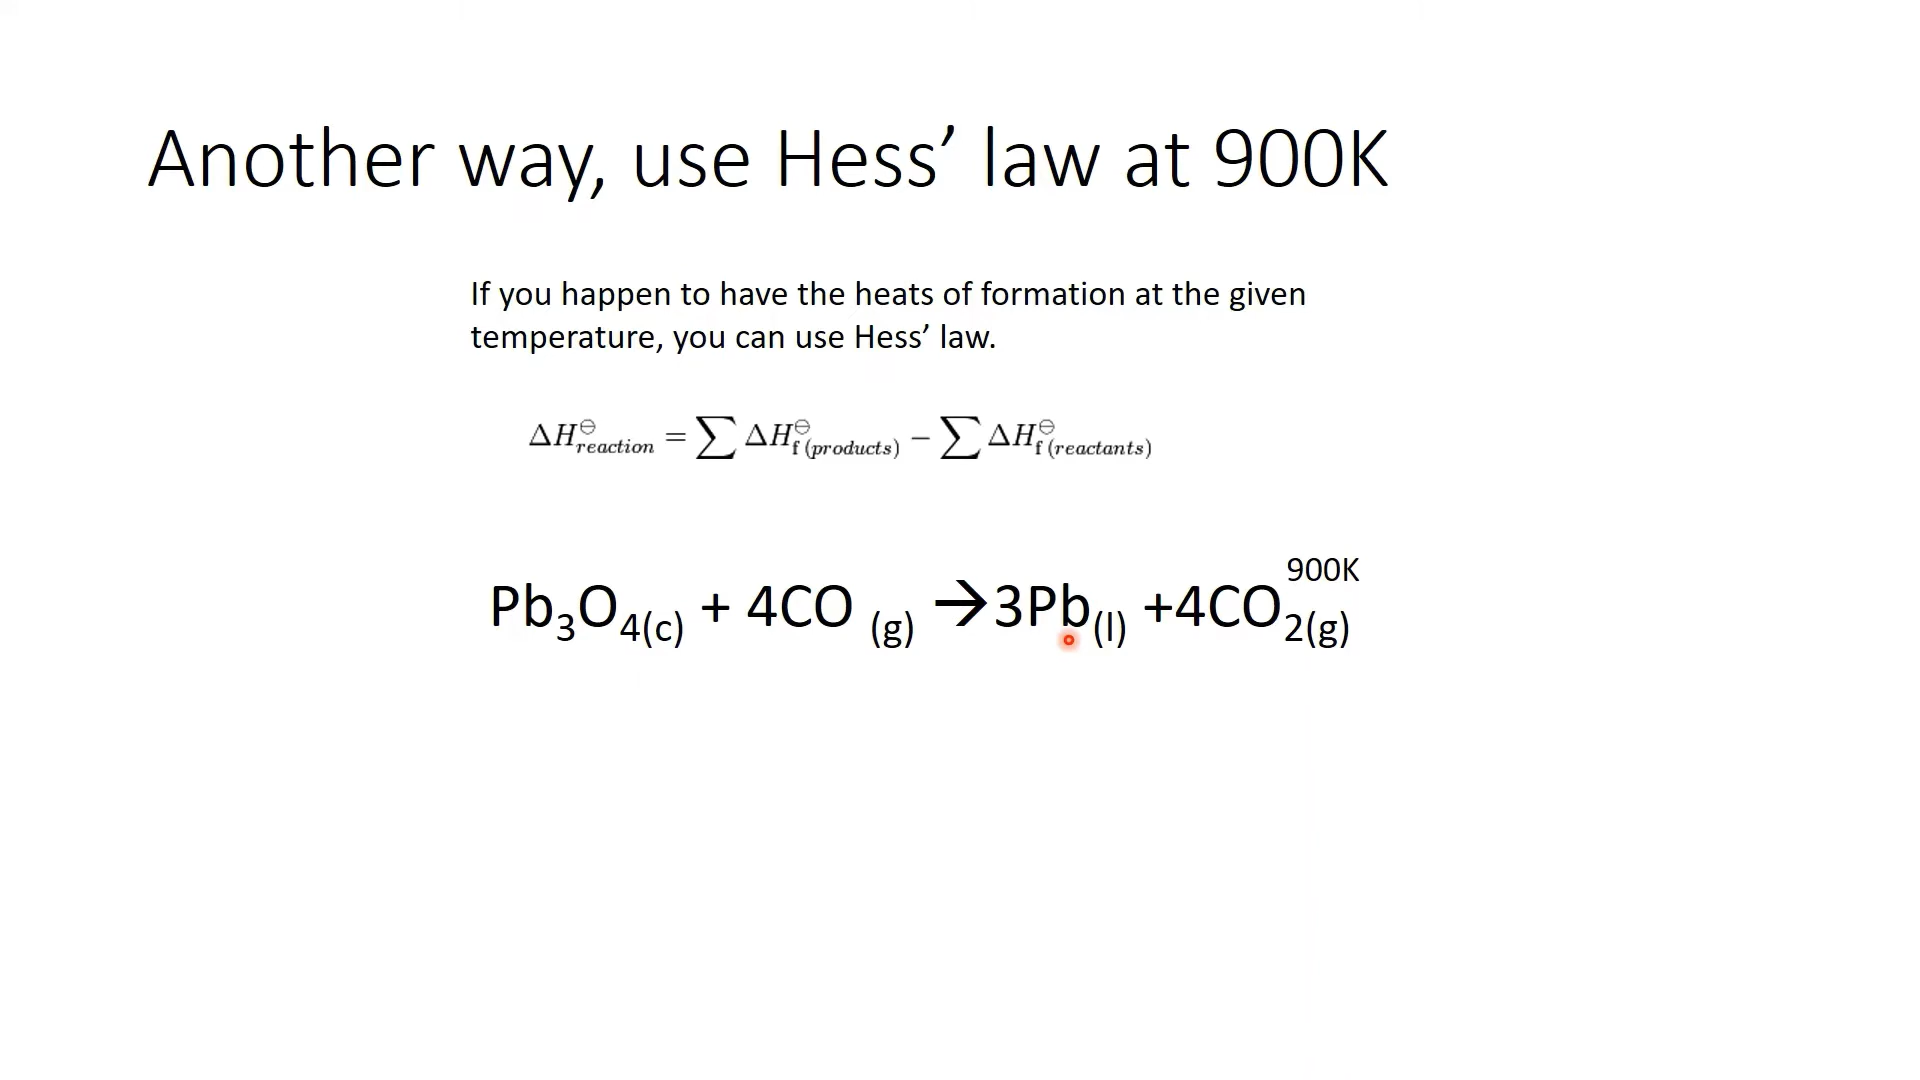 Another way, use Hess’ law at 900K
If you happen to have the heats of formation at the given
temperature, you can use Hess’ law.
ΔH⊖reaction = ∑ ΔH⊖f (products) − ∑ ΔH⊖f (reactants)
900K
Pb3O4(c) + 4CO (g) →3Pb(l) +4CO2(g)